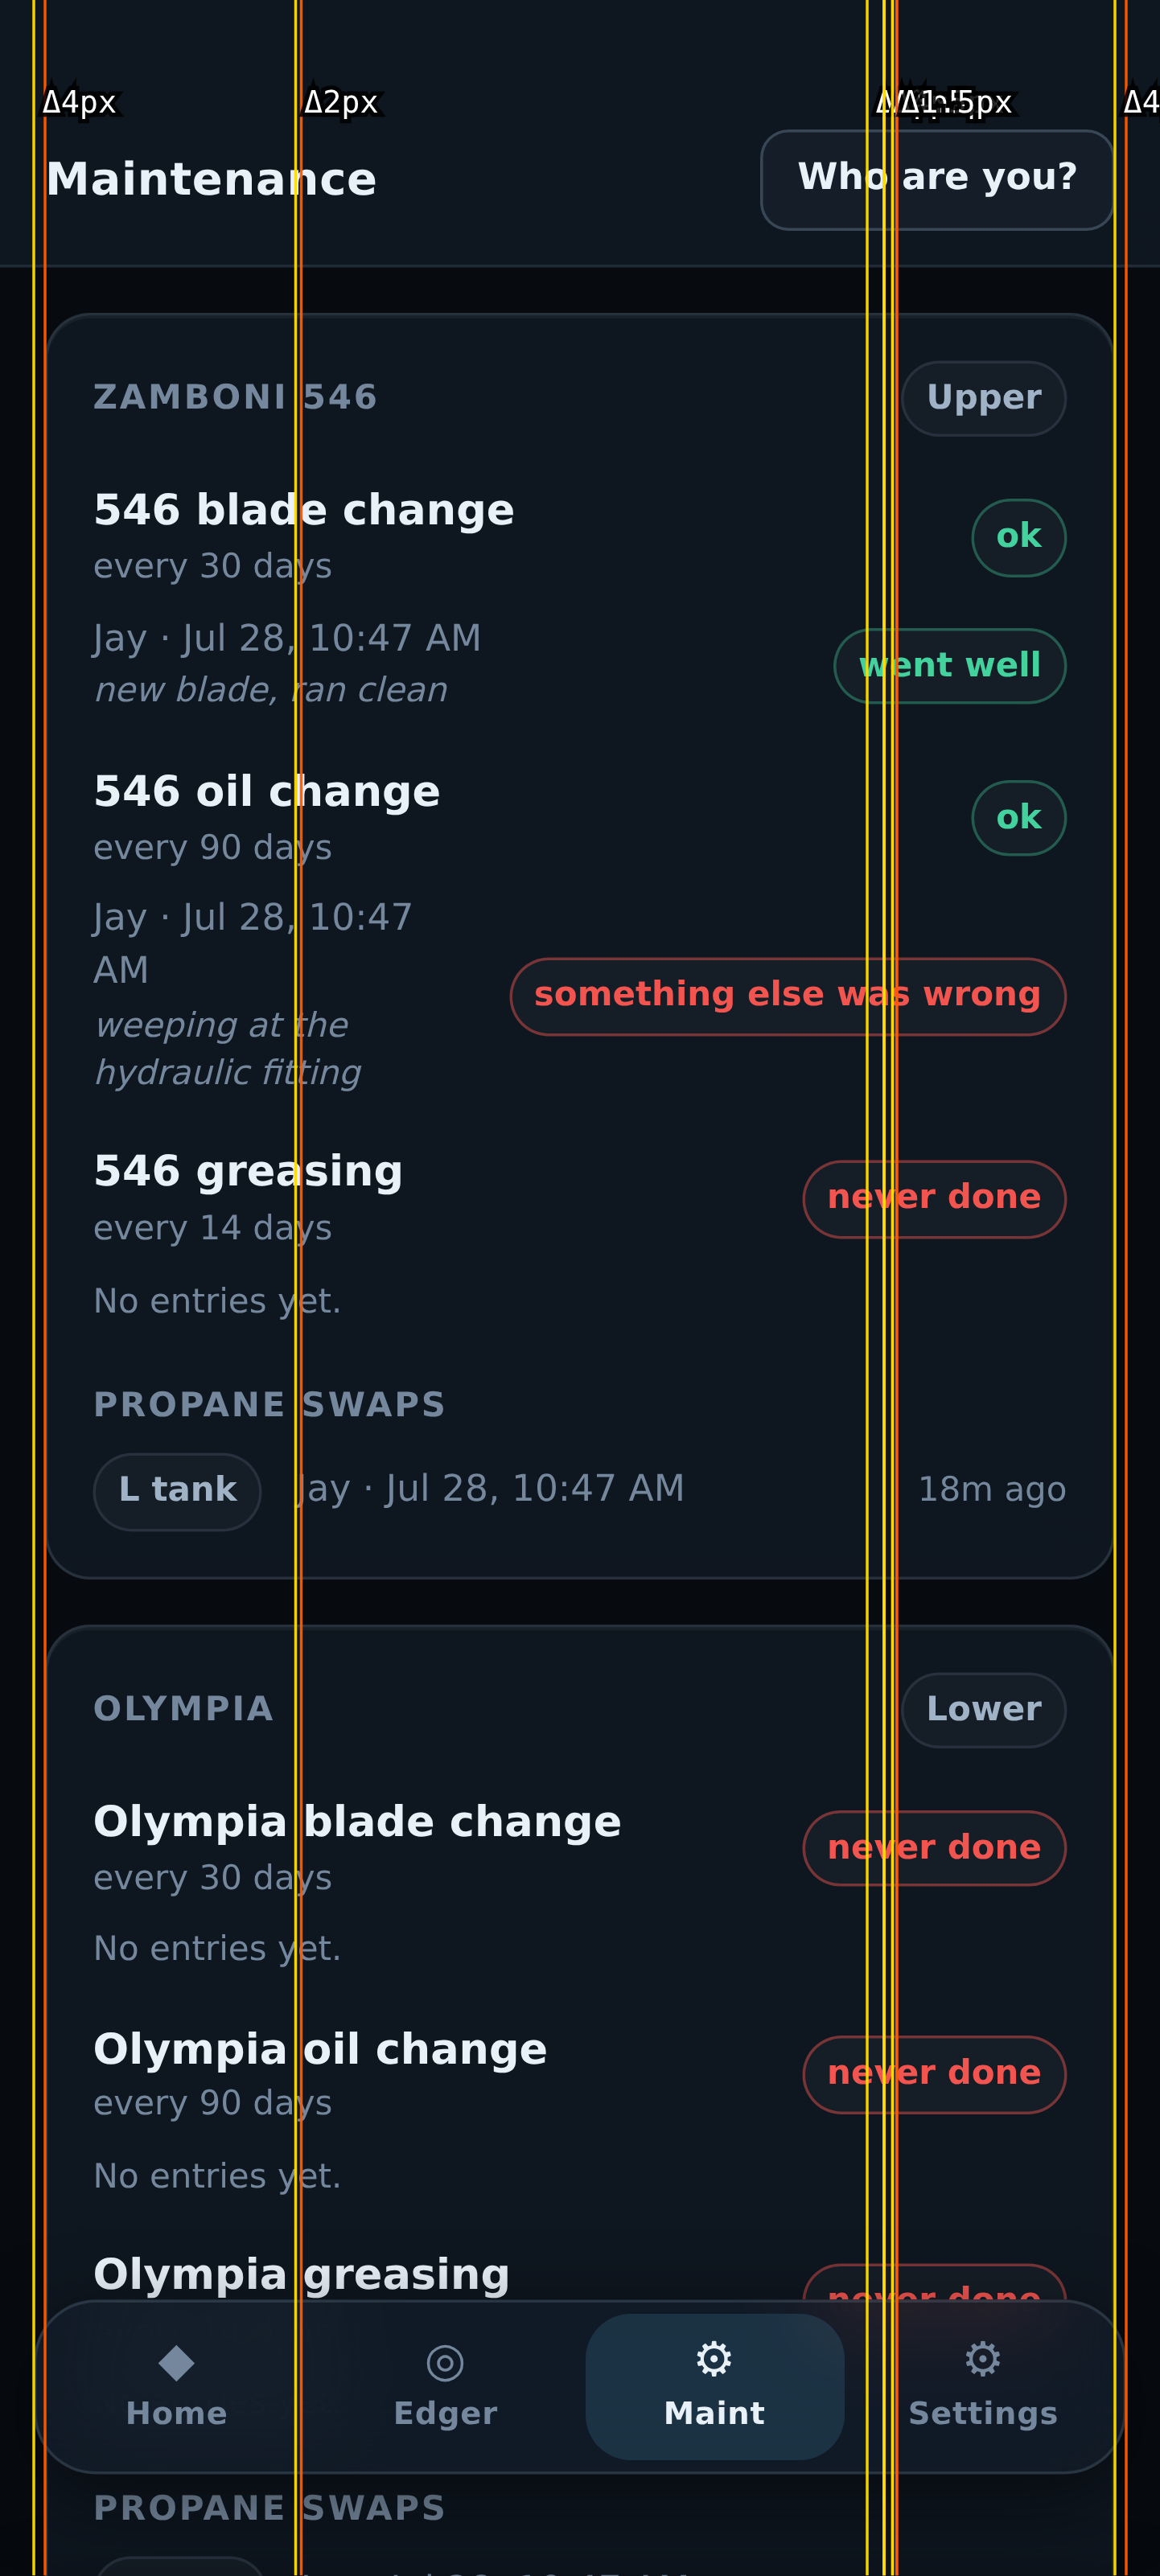 Δ4px
Δ2px
Δ1.5px
Δ4
Maintenance
Who are you?
ZAMBONI 546
Upper
546 blade change
ok
every 30 days
Jay · Jul 28, 10:47 AM
went well
new blade, ran clean
546 oil change
ok
every 90 days
Jay · Jul 28, 10:47
AM
something else was wrong
weeping at the
hydraulic fitting
546 greasing
never done
every 14 days
No entries yet.
PROPANE SWAPS
L tank
Jay · Jul 28, 10:47 AM
18m ago
OLYMPIA
Lower
Olympia blade change
never done
every 30 days
No entries yet.
Olympia oil change
never done
every 90 days
No entries yet.
Olympia greasing
never done
Home
Edger
Maint
Settings
PROPANE SWAPS